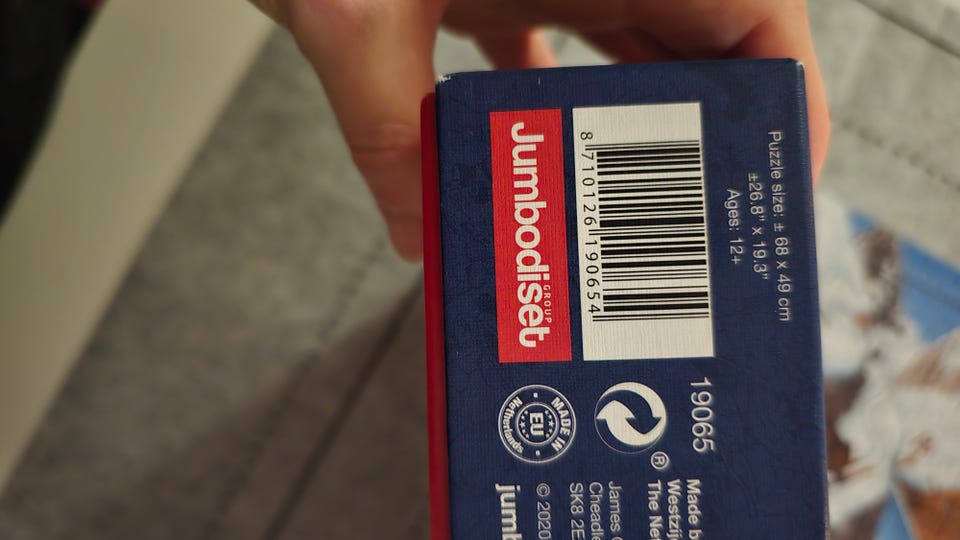 Puzzle size: ± 68 x 49 cm
±26.8" x 19.3"
Ages: 12+
8 710126 190654
Jumbodiset
GROUP
19065
®
MADE IN
EU
Netherlands
Made b
Westzij
The Ne
James
Cheadle
SK8 2E
© 2020
jumb